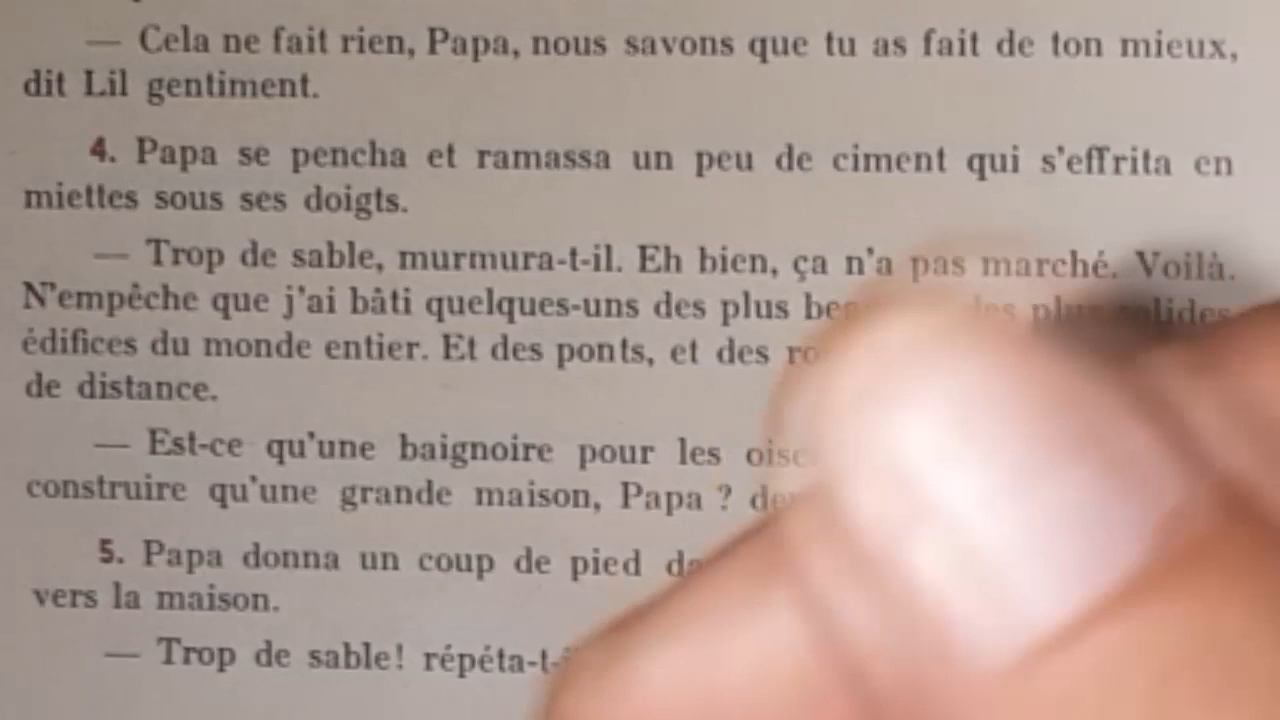 — Cela ne fait rien, Papa, nous savons que tu as fait de ton mieux,
dit Lil gentiment.
4. Papa se pencha et ramassa un peu de ciment qui s'effrita en
miettes sous ses doigts.
— Trop de sable, murmura-t-il. Eh bien, ça n'a pas marché. Voilà.
N'empêche que j'ai bâti quelques-uns des plus des plus solides
édifices du monde entier. Et des ponts, et des
de distance.
— Est-ce qu'une baignoire pour les
construire qu'une grande maison, Papa ?
5. Papa donna un coup de pied
vers la maison.
— Trop de sable! répéta-t-